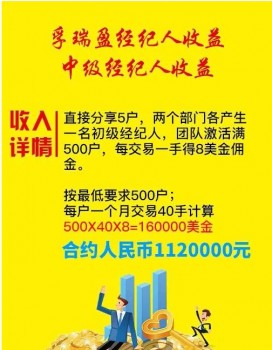 孚瑞盈经纪人收益
中级经纪人收益
收入
详情
直接分享5户，两个部门各产生
一名初级经纪人，团队激活满
500户，每交易一手得8美金佣
金。
按最低要求500户；
每户一个月交易40手计算
500X40X8=160000美金
合约人民币1120000元